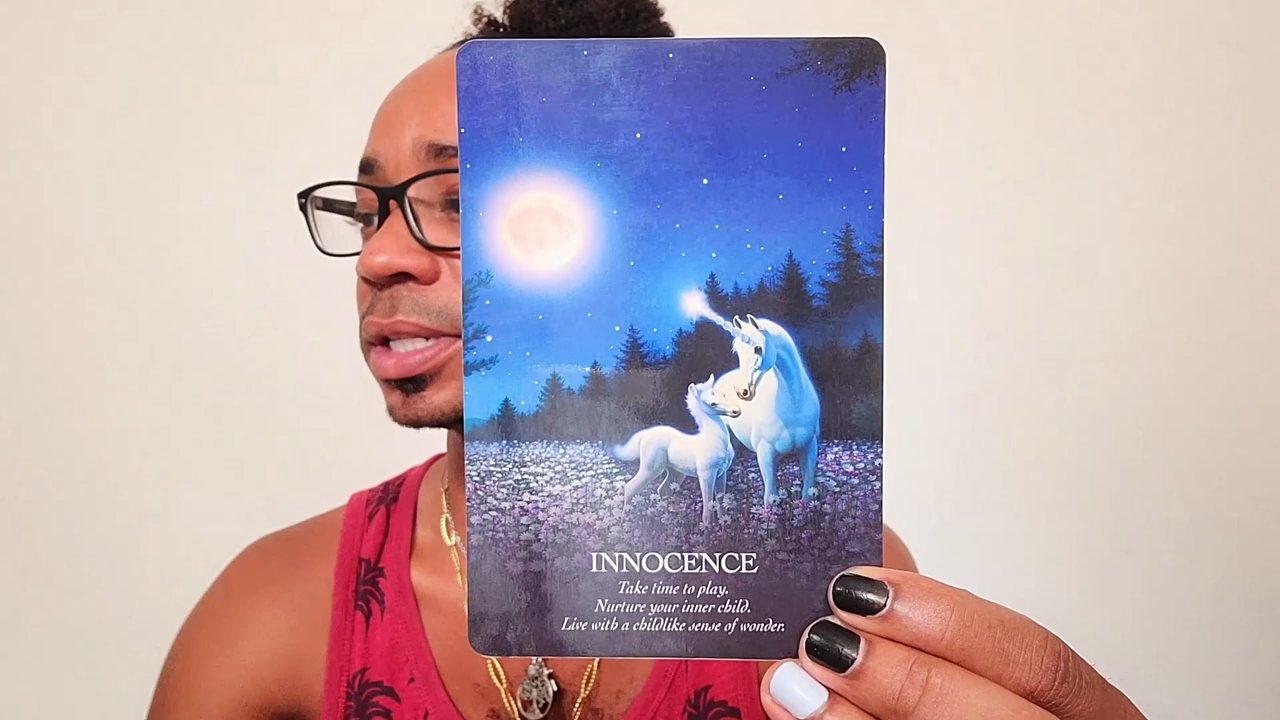 INNOCENCE
Take time to play.
Nurture your inner child.
Live with a childlike sense of wonder.